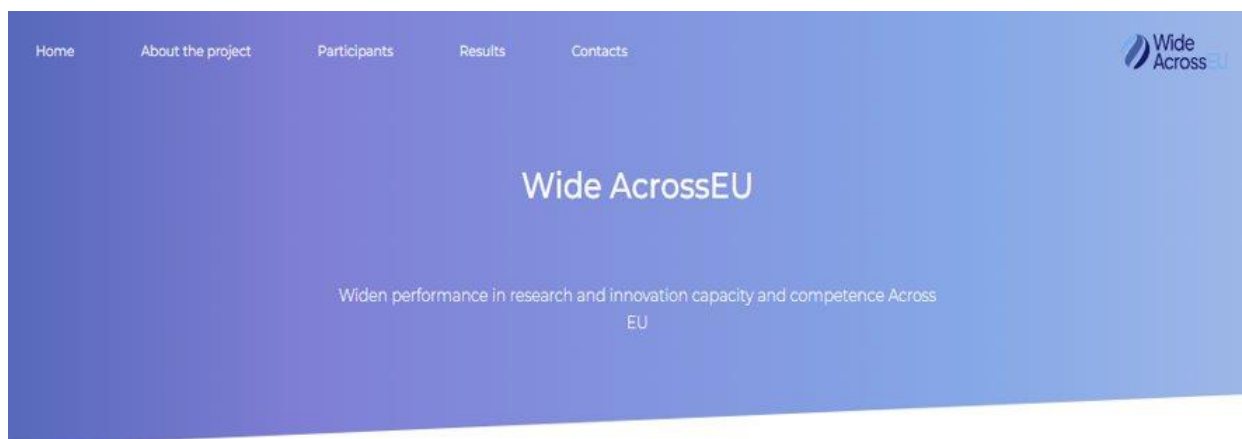 Home About the project Participants Results Contacts
Wide
AcrossEU
Wide AcrossEU
Widen performance in research and innovation capacity and competence Across
EU